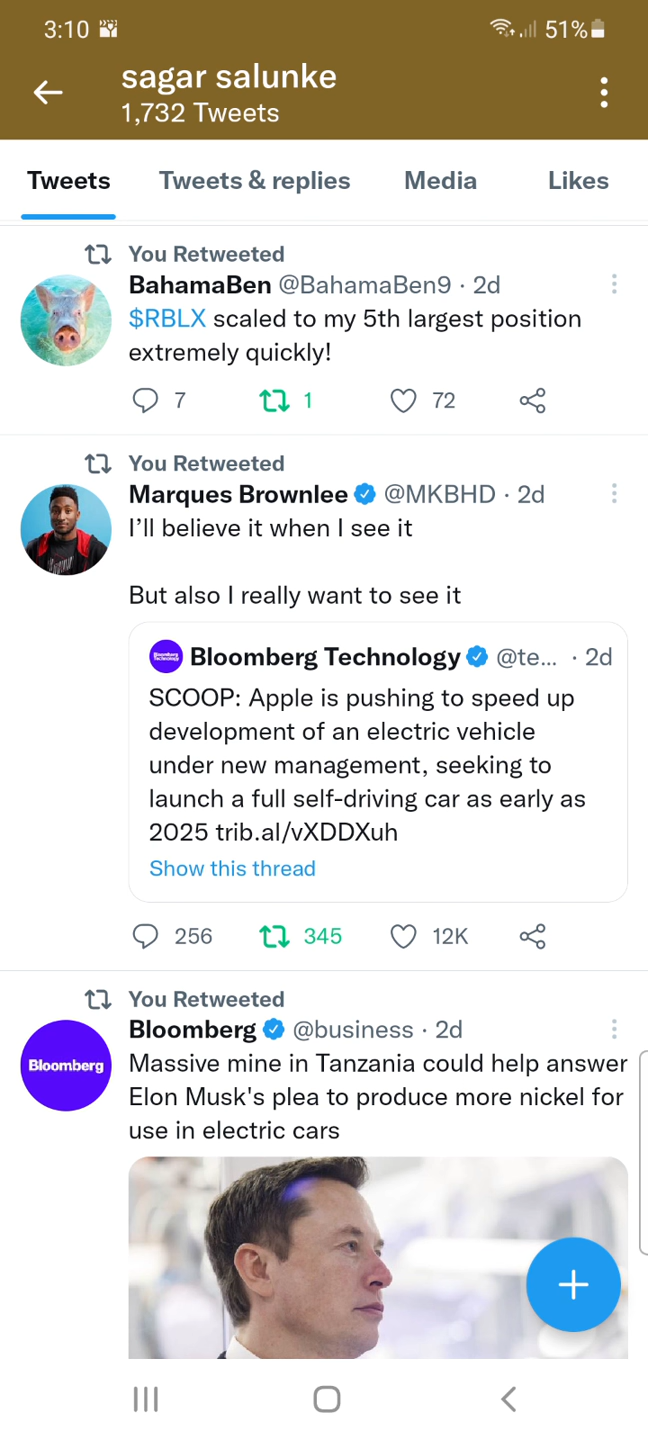 3:10
51%
sagar salunke
1,732 Tweets
Tweets
Tweets & replies
Media
Likes
You Retweeted
BahamaBen @BahamaBen9 · 2d
$RBLX scaled to my 5th largest position
extremely quickly!
7
1
72
You Retweeted
Marques Brownlee @MKBHD · 2d
I’ll believe it when I see it
But also I really want to see it
Bloomberg Technology
Bloomberg Technology @te... · 2d
SCOOP: Apple is pushing to speed up
development of an electric vehicle
under new management, seeking to
launch a full self-driving car as early as
2025 trib.al/vXDDXuh
Show this thread
256
345
12K
You Retweeted
Bloomberg
Bloomberg @business · 2d
Massive mine in Tanzania could help answer
Elon Musk's plea to produce more nickel for
use in electric cars